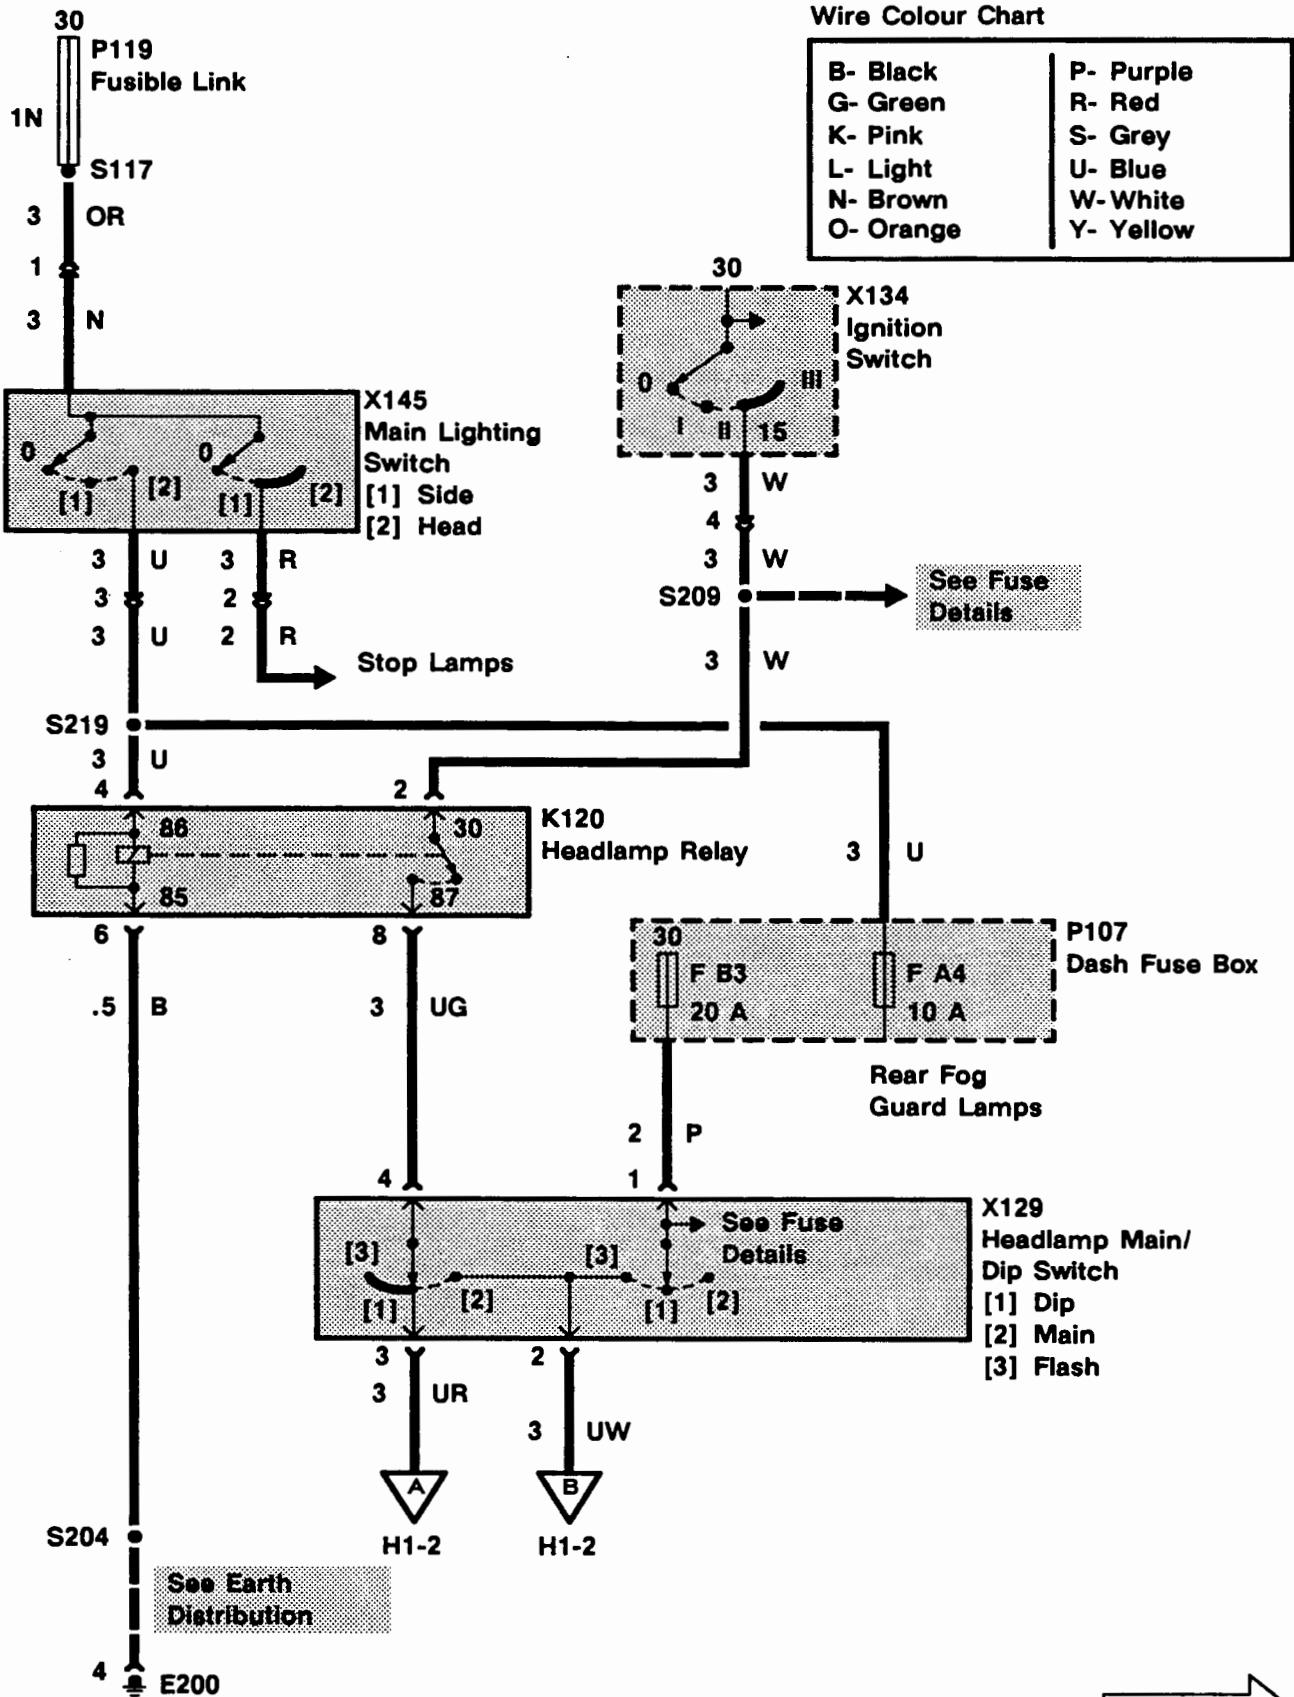 Wire Colour Chart
B- Black
G- Green
K- Pink
L- Light
N- Brown
O- Orange
P- Purple
R- Red
S- Grey
U- Blue
W- White
Y- Yellow
30
P119
Fusible Link
1N
S117
3 OR
1
3 N
X145
Main Lighting
Switch
[1] Side
[2] Head
0
[1]
[2]
0
[1]
[2]
30
X134
Ignition
Switch
0
I
II
III
15
3 W
4
3 W
S209
See Fuse
Details
3 W
3 U
3 R
3
2
3 U
2 R
Stop Lamps
S219
3 U
4
2
K120
Headlamp Relay
86
30
85
87
3 U
6
8
P107
Dash Fuse Box
30
F B3
20 A
F A4
10 A
.5 B
3 UG
Rear Fog
Guard Lamps
2 P
4
1
X129
Headlamp Main/
Dip Switch
[1] Dip
[2] Main
[3] Flash
See Fuse
Details
[3]
[1]
[2]
[3]
[1]
[2]
3
2
3 UR
3 UW
A
B
H1-2
H1-2
S204
See Earth
Distribution
4
E200